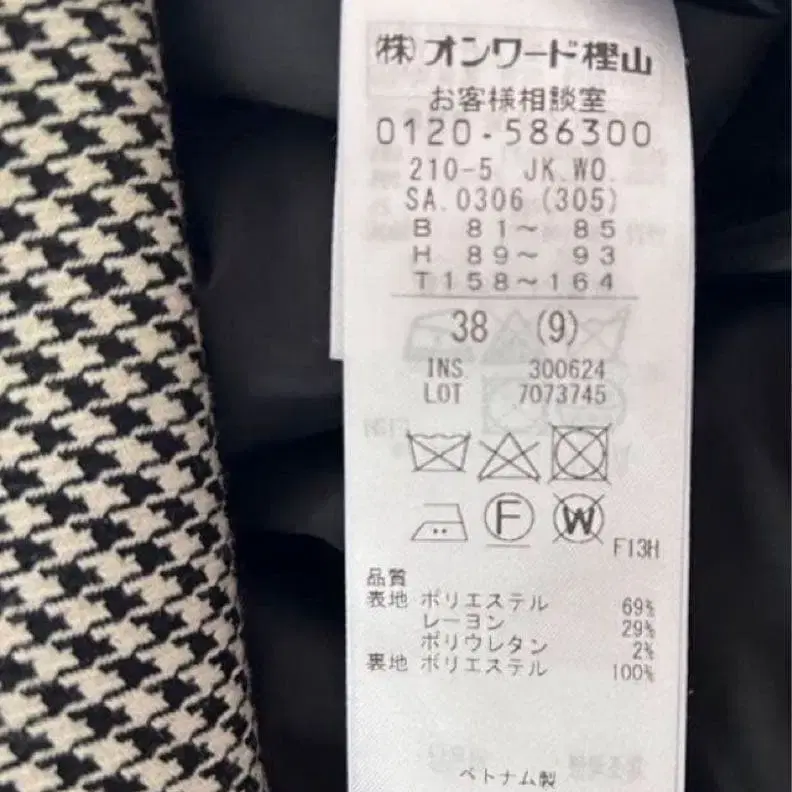 (株)オンワード樫山
お客様相談室
0120-586300
210-5 JK.WO.
SA.0306 (305)
B 81~ 85
H 89~ 93
T158~164
38 (9)
INS 300624
LOT 7073745
F W
F13H
品質
表地 ポリエステル 69%
レーヨン 29%
ポリウレタン 2%
裏地 ポリエステル 100%
ベトナム製